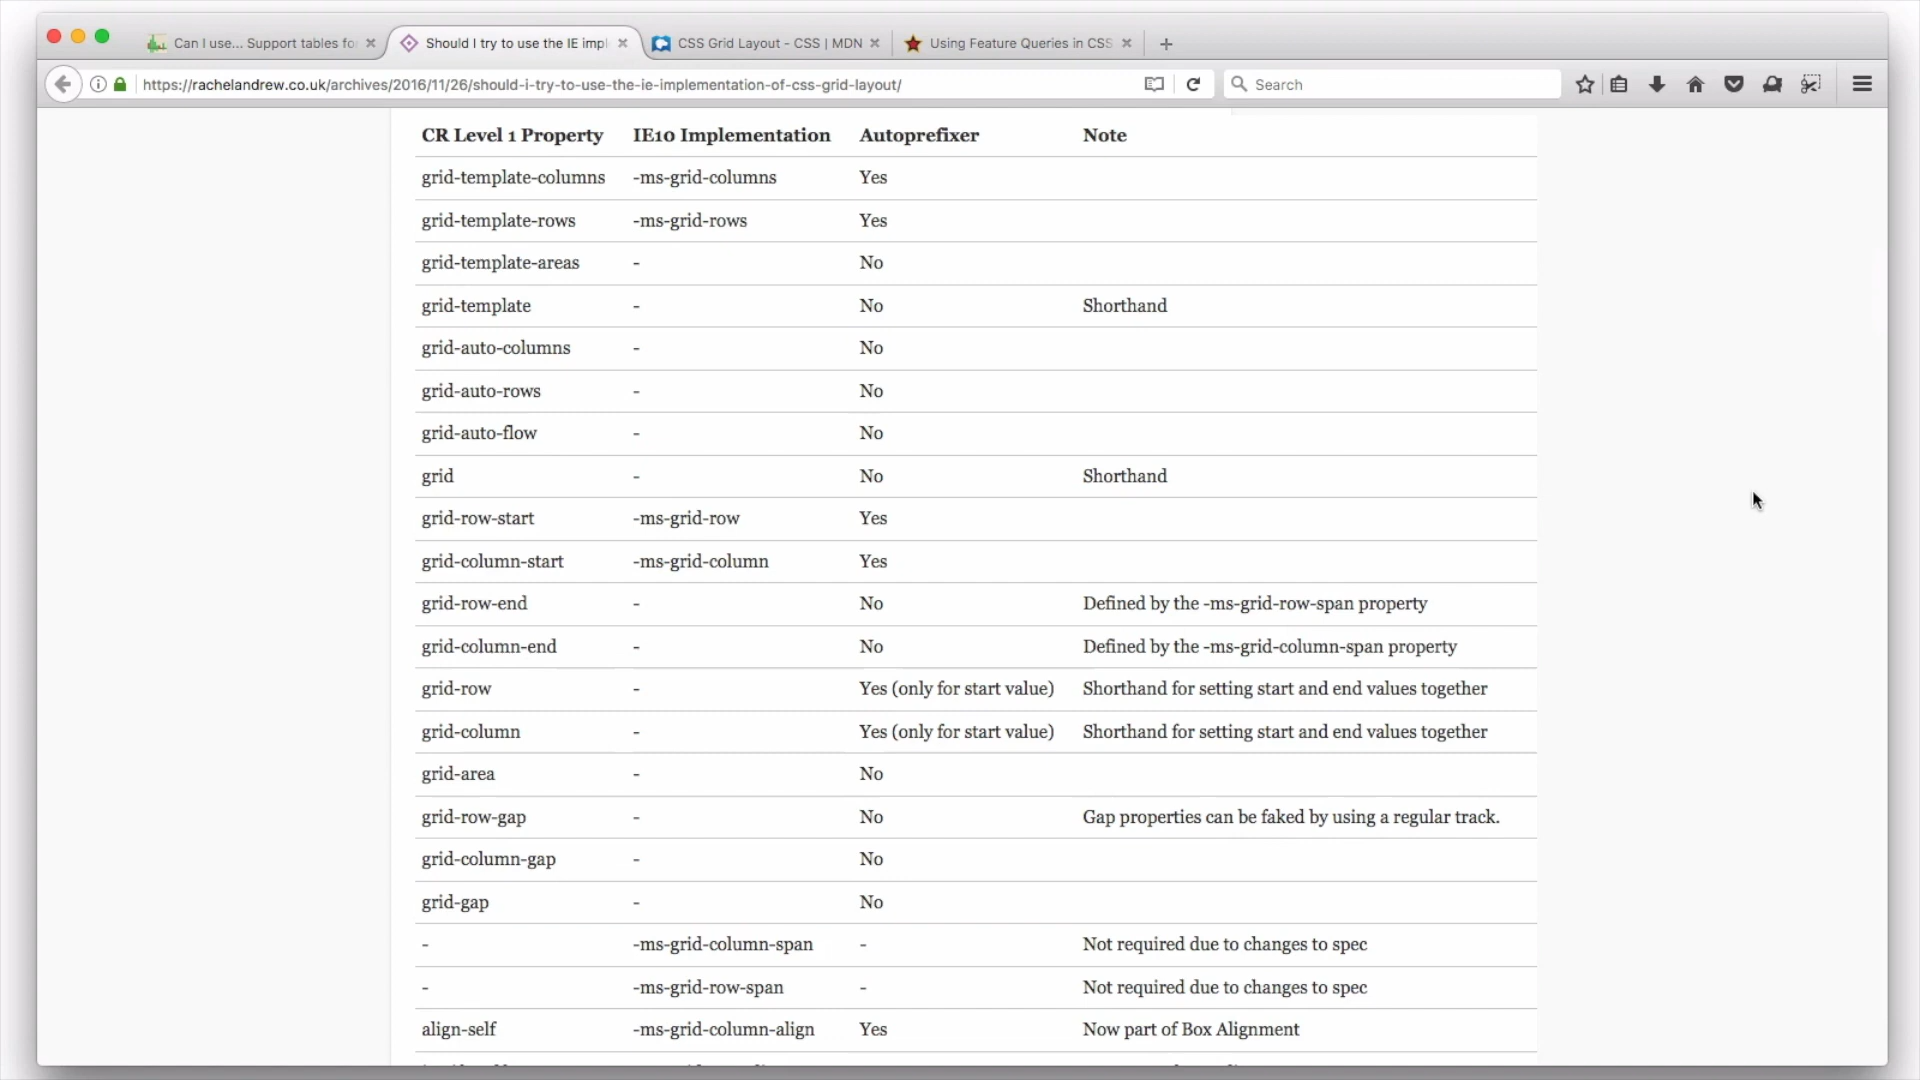 Can I use... Support tables fo
Should I try to use the IE impl
CSS Grid Layout - CSS | MDN
Using Feature Queries in CSS
https://rachelandrew.co.uk/archives/2016/11/26/should-i-try-to-use-the-ie-implementation-of-css-grid-layout/
Search
CR Level 1 Property IE10 Implementation Autoprefixer Note
grid-template-columns -ms-grid-columns Yes
grid-template-rows -ms-grid-rows Yes
grid-template-areas - No
grid-template - No Shorthand
grid-auto-columns - No
grid-auto-rows - No
grid-auto-flow - No
grid - No Shorthand
grid-row-start -ms-grid-row Yes
grid-column-start -ms-grid-column Yes
grid-row-end - No Defined by the -ms-grid-row-span property
grid-column-end - No Defined by the -ms-grid-column-span property
grid-row - Yes (only for start value) Shorthand for setting start and end values together
grid-column - Yes (only for start value) Shorthand for setting start and end values together
grid-area - No
grid-row-gap - No Gap properties can be faked by using a regular track.
grid-column-gap - No
grid-gap - No
- -ms-grid-column-span - Not required due to changes to spec
- -ms-grid-row-span - Not required due to changes to spec
align-self -ms-grid-column-align Yes Now part of Box Alignment